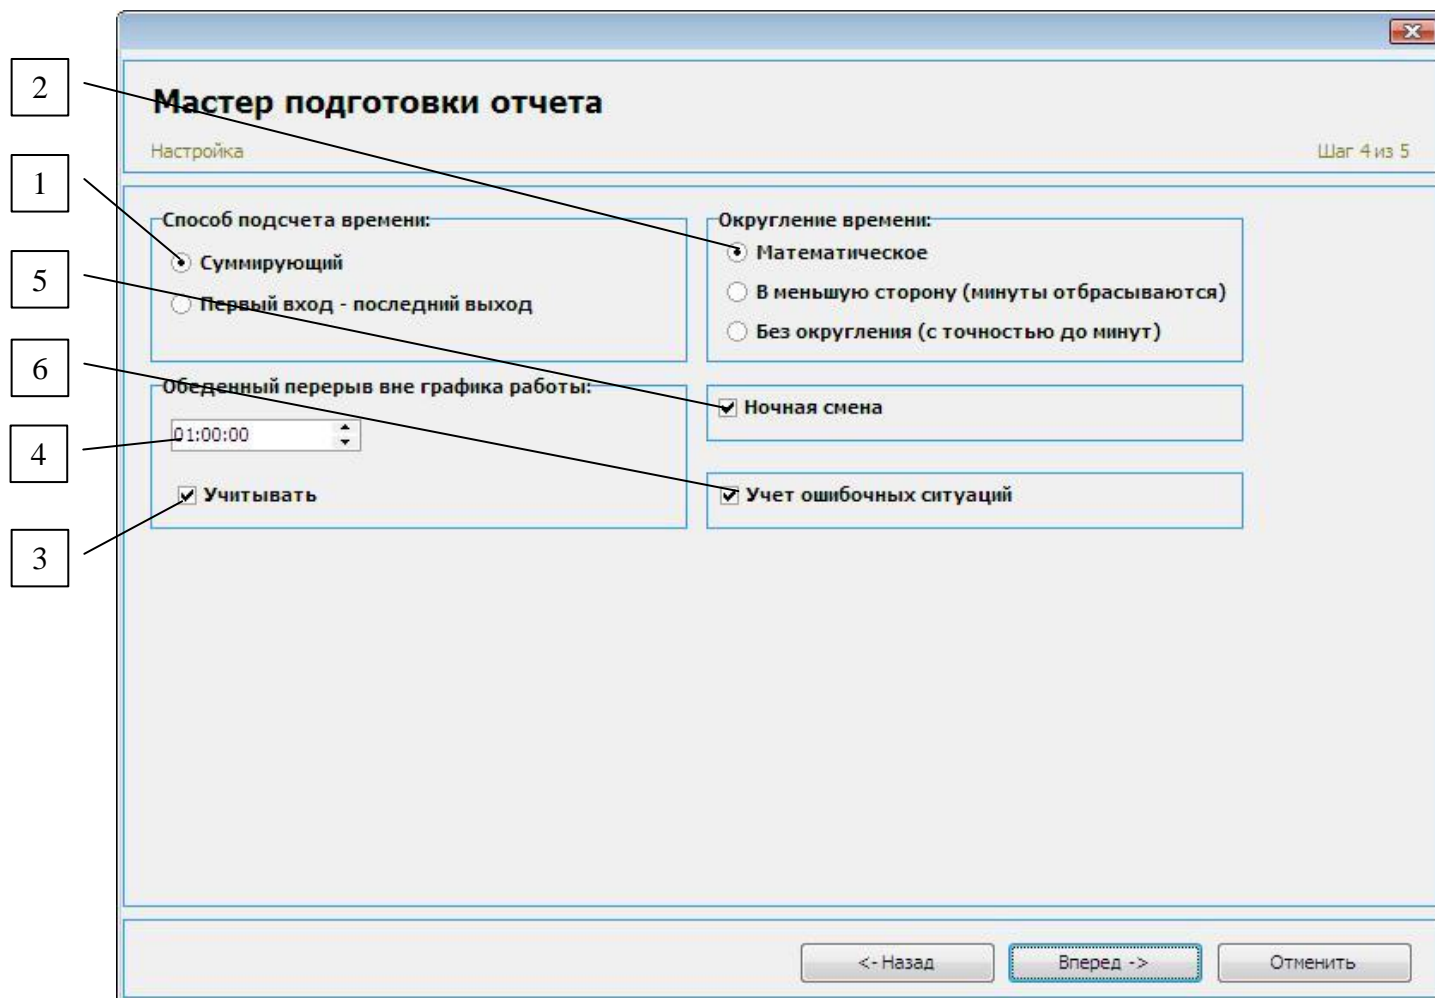 2
Мастер подготовки отчета
Настройка
Шаг 4 из 5
1
Способ подсчета времени:
Суммирующий
Первый вход - последний выход
Округление времени:
Математическое
В меньшую сторону (минуты отбрасываются)
Без округления (с точностью до минут)
5
6
Обеденный перерыв вне графика работы:
01:00:00
Учитывать
4
3
Ночная смена
Учет ошибочных ситуаций
<- Назад
Вперед ->
Отменить